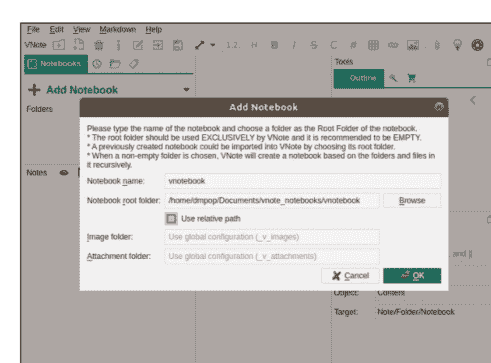 File Edit View Markdown Help
VNote
1.2. H B I S C
Notebooks
Add Notebook
Folders
Notes
Outline
Add Notebook
Please type the name of the notebook and choose a folder as the Root Folder of the notebook.
* The root folder should be used EXCLUSIVELY by VNote and it is recommended to be EMPTY.
* A previously created notebook could be imported into VNote by choosing its root folder.
* When a non-empty folder is chosen, VNote will create a notebook based on the folders and files in
it recursively.
Notebook name: vnotebook
Notebook root folder: /home/dmpop/Documents/vnote_notebooks/vnotebook Browse
Use relative path
Image folder: Use global configuration (_v_images)
Attachment folder: Use global configuration (_v_attachments)
Cancel OK
Object: Content
Target: Note/Folder/Notebook